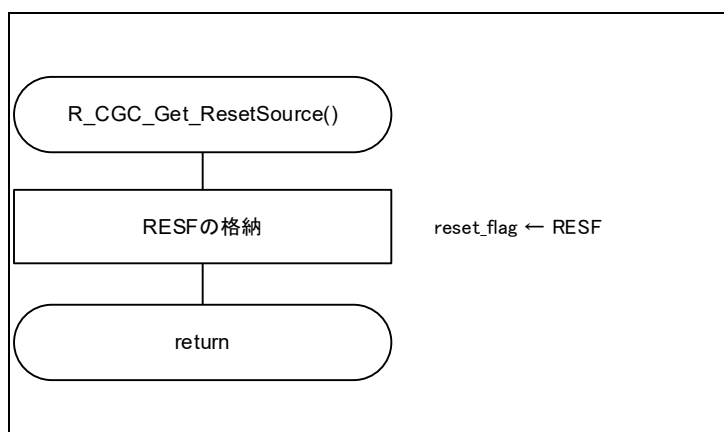 R_CGC_Get_ResetSource()
RESFの格納
reset_flag ← RESF
return